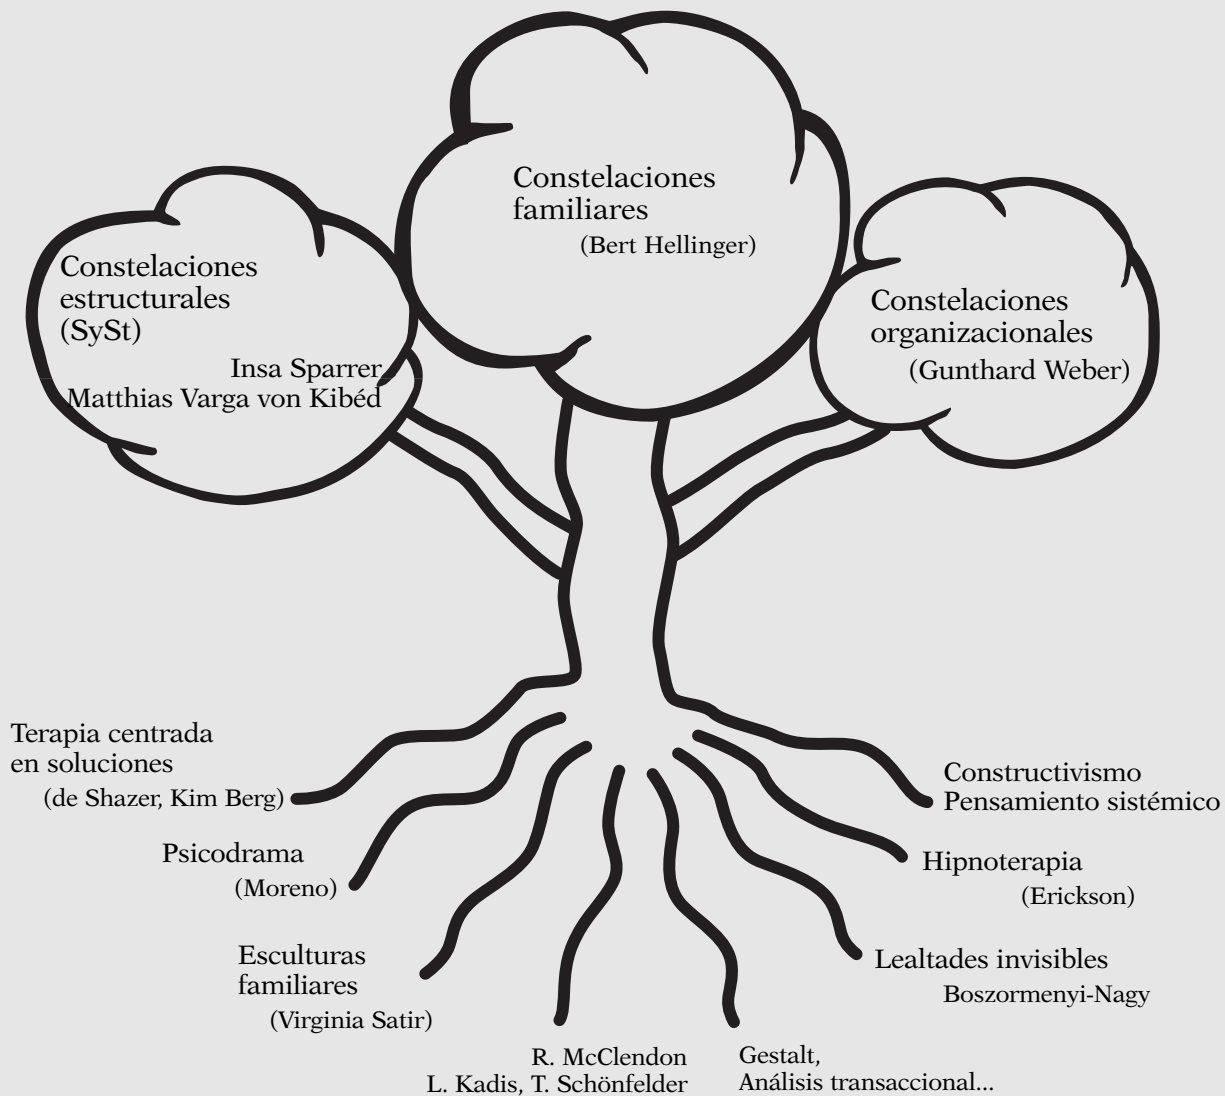 Constelaciones
familiares
(Bert Hellinger)
Constelaciones
estructurales
(SySt)
Insa Sparrer
Matthias Varga von Kibéd
Constelaciones
organizacionales
(Gunthard Weber)
Terapia centrada
en soluciones
(de Shazer, Kim Berg)
Psicodrama
(Moreno)
Esculturas
familiares
(Virginia Satir)
R. McClendon
L. Kadis, T. Schönfelder
Gestalt,
Análisis transaccional...
Lealtades invisibles
Boszormenyi-Nagy
Hipnoterapia
(Erickson)
Constructivismo
Pensamiento sistémico